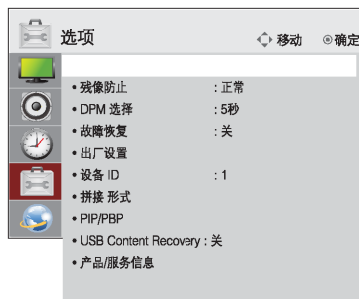 选项 移动 确定
• 残像防止 : 正常
• DPM 选择 : 5秒
• 故障恢复 : 关
• 出厂设置
• 设备 ID : 1
• 拼接 形式
• PIP/PBP
• USB Content Recovery : 关
• 产品/服务信息